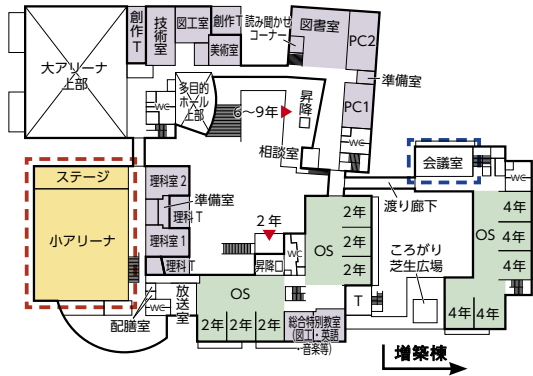 創作T
技術室
図工室
創作T
美術室
読み聞かせ
コーナー
図書室
PC2
準備室
PC1
大アリーナ
上部
WC
多目的
ホール
上部
6〜9年
昇降口
相談室
WC
会議室
WC
ステージ
小アリーナ
理科室2
準備室
理科T
理科室1
理科T
2年
昇降口
WC
2年
2年
2年
OS
渡り廊下
ころがり
芝生広場
OS
4年
4年
4年
4年
4年
配膳室
WC
放送室
OS
2年
2年
2年
総合特別教室
(図工・英語
・音楽等)
T
増築棟